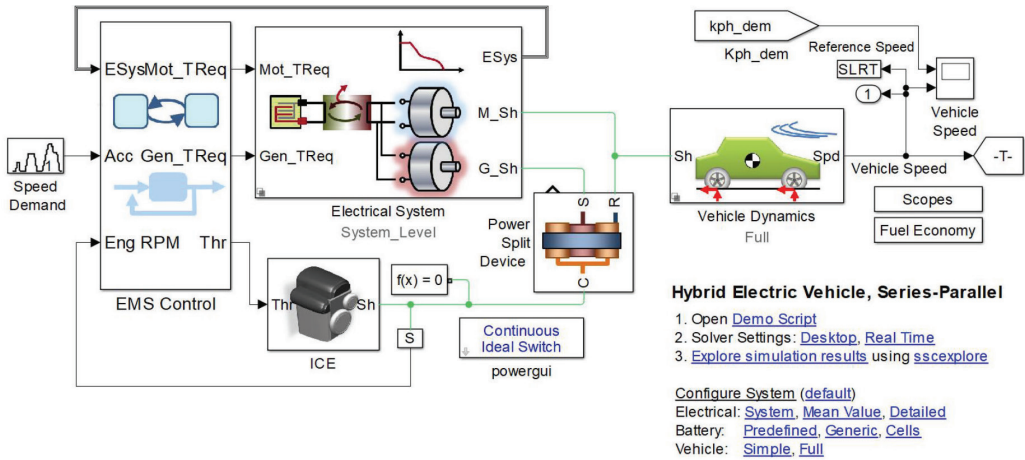 kph_dem
Kph_dem
Reference Speed
SLRT
1
Vehicle
Speed
-T-
ESys
Mot_TReq
Acc
Gen_TReq
Eng RPM
Thr
EMS Control
Speed
Demand
Mot_TReq
Gen_TReq
ESys
M_Sh
G_Sh
Electrical System
System_Level
Sh
Spd
Vehicle Dynamics
Full
Vehicle Speed
Scopes
Fuel Economy
Power
Split
Device
S
R
C
Thr
Sh
ICE
f(x) = 0
S
Continuous
Ideal Switch
powergui
Hybrid Electric Vehicle, Series-Parallel
1. Open Demo Script
2. Solver Settings: Desktop, Real Time
3. Explore simulation results using sscexplore
Configure System (default)
Electrical: System, Mean Value, Detailed
Battery: Predefined, Generic, Cells
Vehicle: Simple, Full